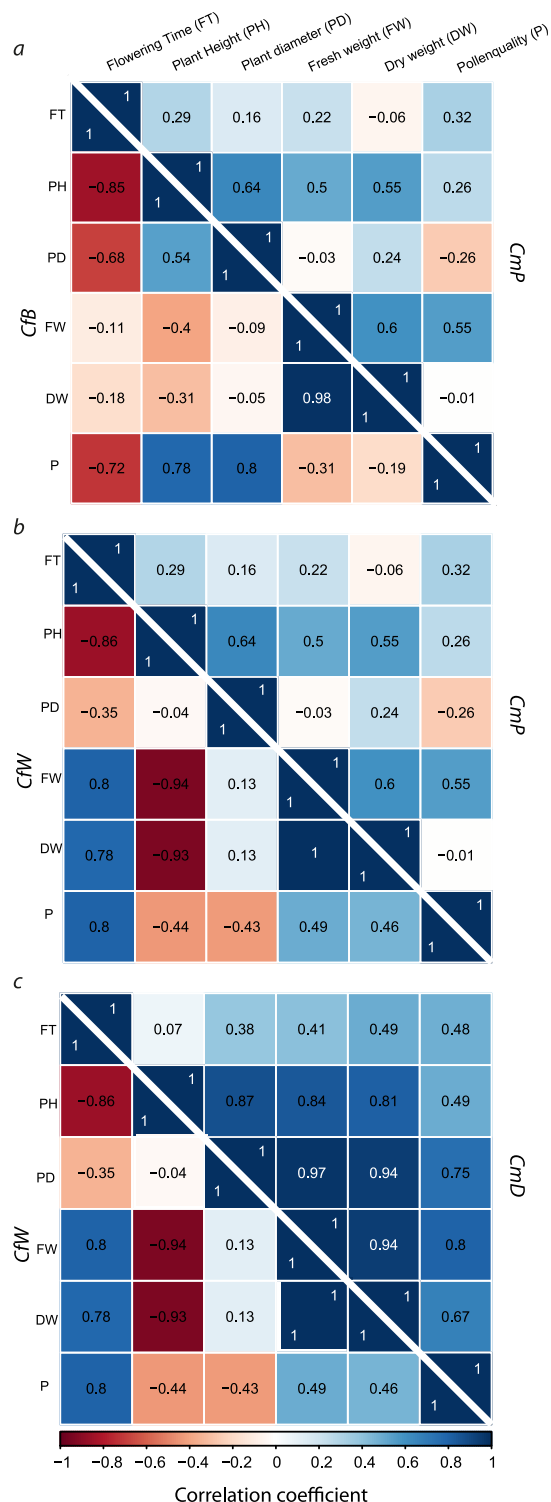 a
Flowering Time (FT)
Plant Height (PH)
Plant diameter (PD)
Fresh weight (FW)
Dry weight (DW)
Pollenquality (P)
FT 1 1 0.29 0.16 0.22 −0.06 0.32
PH −0.85 1 1 0.64 0.5 0.55 0.26
PD −0.68 0.54 1 1 −0.03 0.24 −0.26
FW −0.11 −0.4 −0.09 1 1 0.6 0.55
DW −0.18 −0.31 −0.05 0.98 1 1 −0.01
P −0.72 0.78 0.8 −0.31 −0.19 1 1
CfB
CmP
b
FT 1 1 0.29 0.16 0.22 −0.06 0.32
PH −0.86 1 1 0.64 0.5 0.55 0.26
PD −0.35 −0.04 1 1 −0.03 0.24 −0.26
FW 0.8 −0.94 0.13 1 1 0.6 0.55
DW 0.78 −0.93 0.13 1 1 1 −0.01
P 0.8 −0.44 −0.43 0.49 0.46 1 1
CfW
CmP
c
FT 1 1 0.07 0.38 0.41 0.49 0.48
PH −0.86 1 1 0.87 0.84 0.81 0.49
PD −0.35 −0.04 1 1 0.97 0.94 0.75
FW 0.8 −0.94 0.13 1 1 0.94 0.8
DW 0.78 −0.93 0.13 1 1 1 1 0.67
P 0.8 −0.44 −0.43 0.49 0.46 1 1
CfW
CmD
−1 −0.8 −0.6 −0.4 −0.2 0 0.2 0.4 0.6 0.8 1
Correlation coefficient